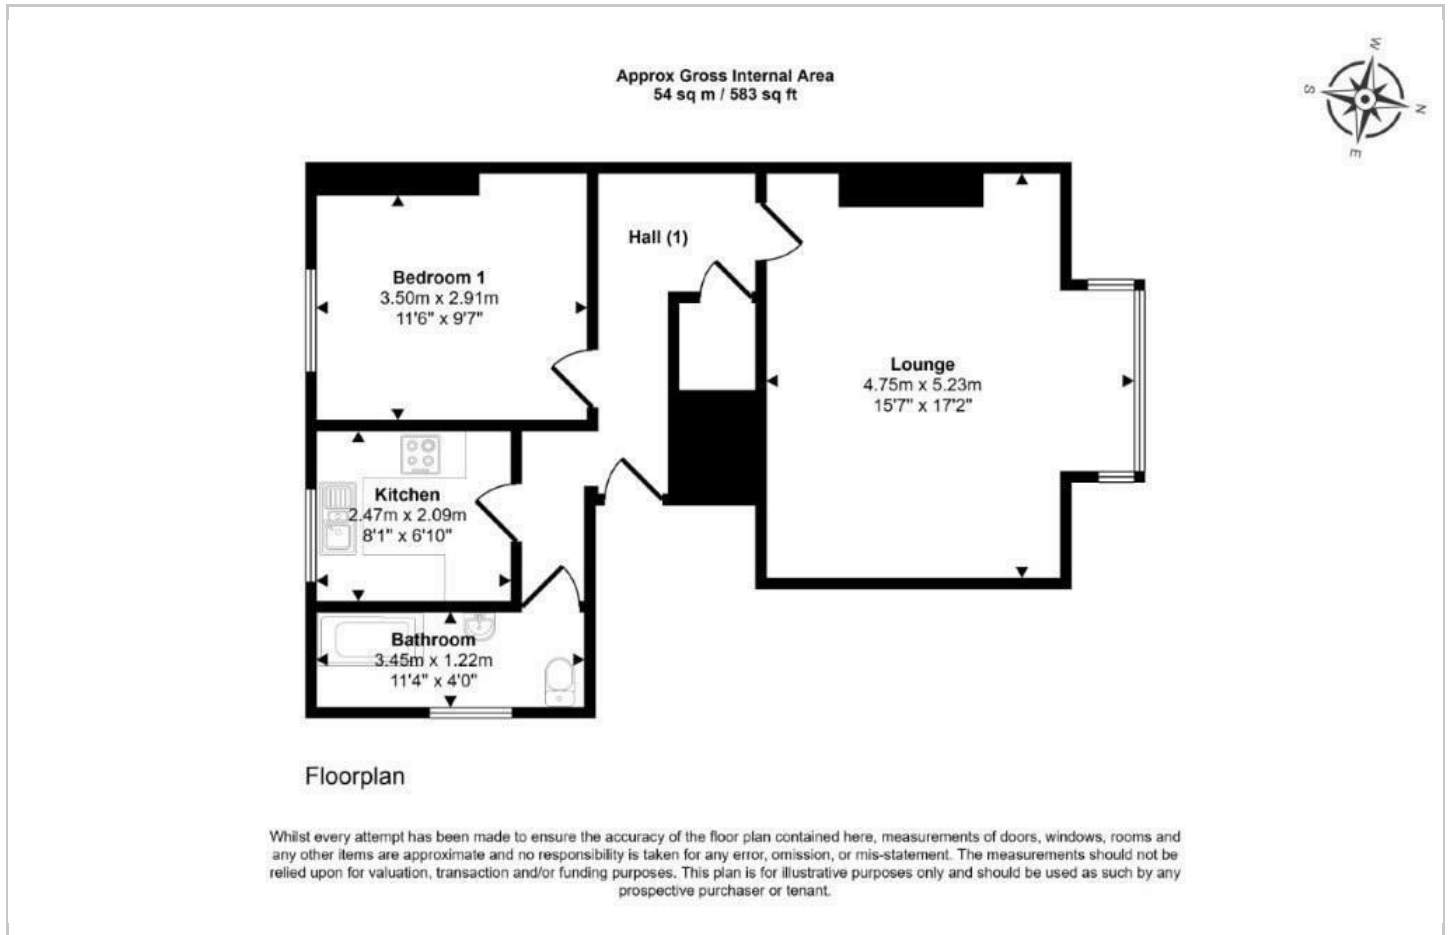 Approx Gross Internal Area
54 sq m / 583 sq ft
W
S
N
E
Hall (1)
Bedroom 1
3.50m x 2.91m
11'6" x 9'7"
Lounge
4.75m x 5.23m
15'7" x 17'2"
Kitchen
2.47m x 2.09m
8'1" x 6'10"
Bathroom
3.45m x 1.22m
11'4" x 4'0"
Floorplan
Whilst every attempt has been made to ensure the accuracy of the floor plan contained here, measurements of doors, windows, rooms and
any other items are approximate and no responsibility is taken for any error, omission, or mis-statement. The measurements should not be
relied upon for valuation, transaction and/or funding purposes. This plan is for illustrative purposes only and should be used as such by any
prospective purchaser or tenant.